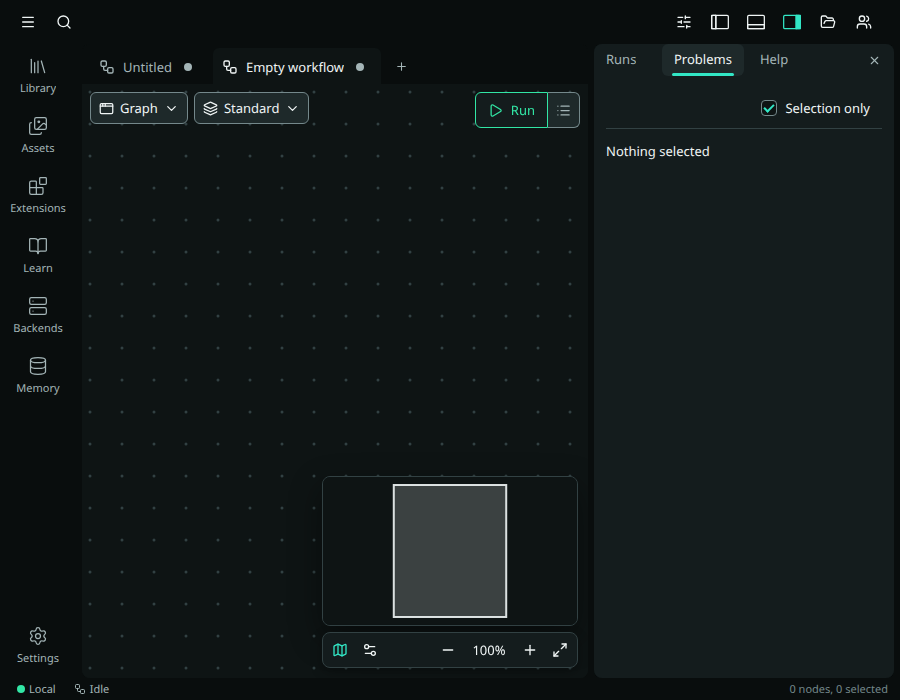 Untitled
Empty workflow
Runs
Problems
Help
Library
Assets
Extensions
Learn
Backends
Memory
Settings
Graph
Standard
Run
Selection only
Nothing selected
100%
Local
Idle
0 nodes, 0 selected